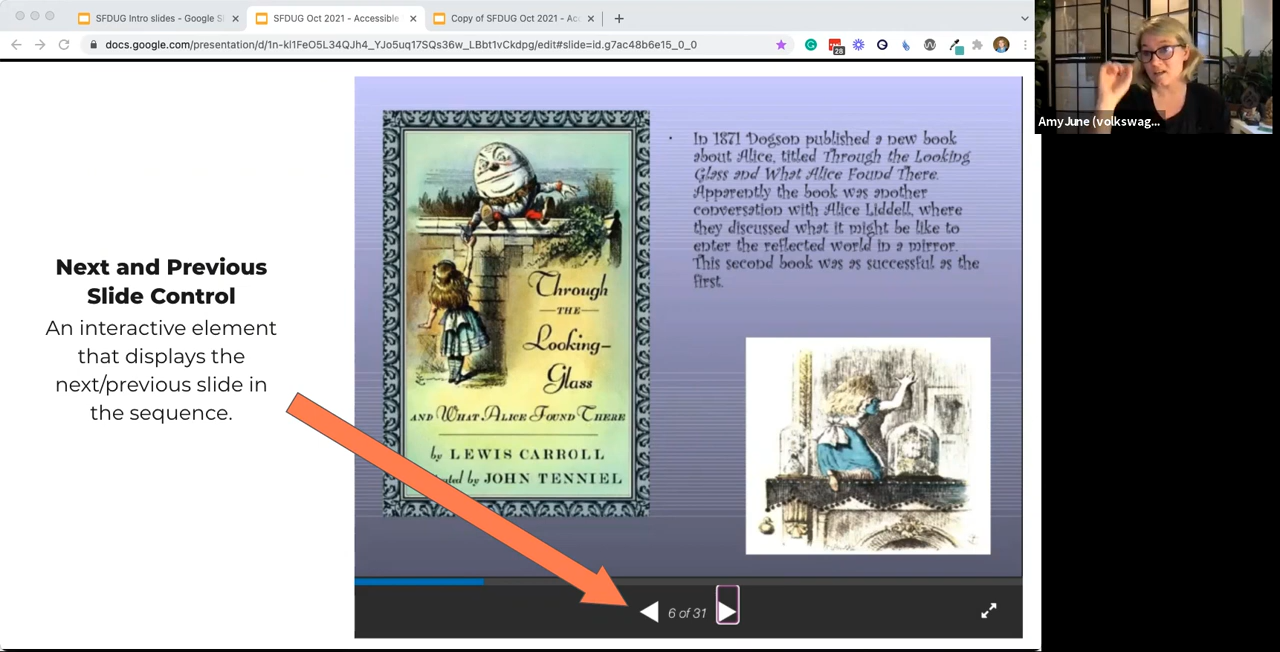 SFDUG Intro slides - Google Sl
SFDUG Oct 2021 - Accessible
Copy of SFDUG Oct 2021 - Acc
docs.google.com/presentation/d/1n-kl1FeO5L34QJh4_YJo5uq17SQs36w_LBbt1vCkdpg/edit#slide=id.g7ac48b6e15_0_0
28
AmyJune (volkswag...
Next and Previous
Slide Control
An interactive element
that displays the
next/previous slide in
the sequence.
Through
THE
Looking-
Glass
AND WHAT ALICE FOUND THERE
by LEWIS CARROLL
by JOHN TENNIEL
In 1871 Dogson published a new book
about Alice, titled Through the Looking
Glass and What Alice Found There.
Apparently the book was another
conversation with Alice Liddell, where
they discussed what it might be like to
enter the reflected world in a mirror.
This second book was as successful as the
first.
6 of 31